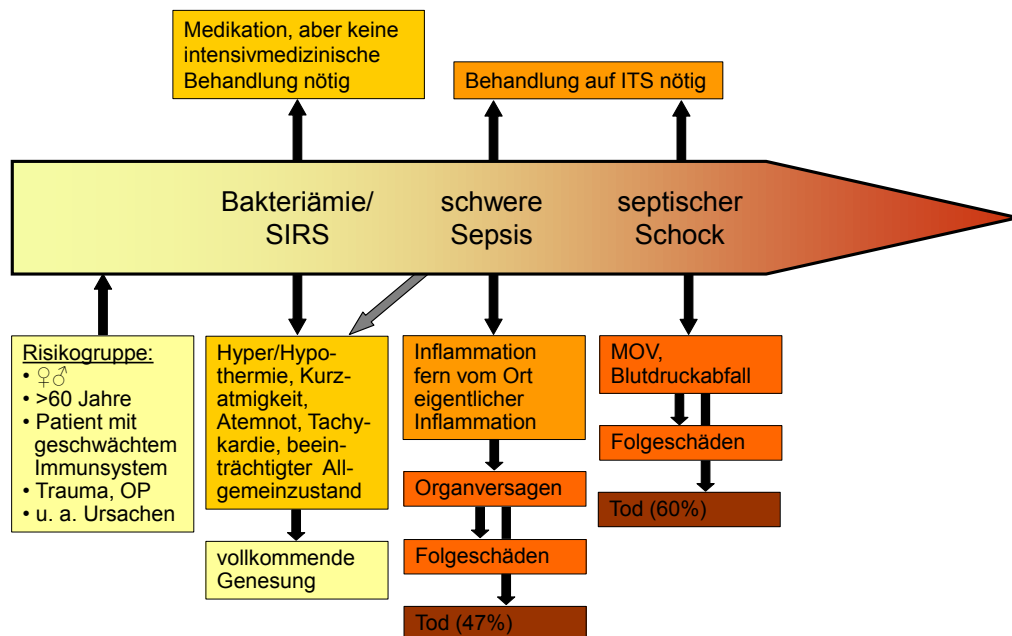 Medikation, aber keine
intensivmedizinische
Behandlung nötig
Behandlung auf ITS nötig
Bakteriämie/
SIRS
schwere
Sepsis
septischer
Schock
Risikogruppe:
• ♀♂
• >60 Jahre
• Patient mit
geschwächtem
Immunsystem
• Trauma, OP
• u. a. Ursachen
Hyper/Hypo-
thermie, Kurz-
atmigkeit,
Atemnot, Tachy-
kardie, beein-
trächtigter All-
gemeinzustand
vollkommende
Genesung
Inflammation
fern vom Ort
eigentlicher
Inflammation
Organversagen
Folgeschäden
Tod (47%)
MOV,
Blutdruckabfall
Folgeschäden
Tod (60%)